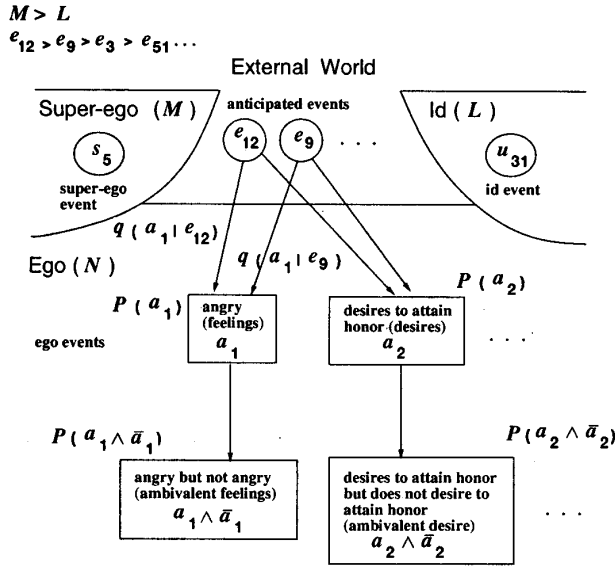 M > L
e₁₂ > e₉ > e₃ > e₅₁ ...
External World
Super-ego (M)
anticipated events
Id (L)
s₅
e₁₂
e₉
. . .
u₃₁
super-ego
event
id event
q ( a₁ | e₁₂ )
Ego (N)
q ( a₁ | e₉ )
P ( a₁ )
P ( a₂ )
angry
(feelings)
a₁
desires to attain
honor (desires)
a₂
ego events
. . .
P ( a₁ ∧ ā₁ )
P ( a₂ ∧ ā₂ )
angry but not angry
(ambivalent feelings)
a₁ ∧ ā₁
desires to attain honor
but does not desire to
attain honor
(ambivalent desire)
a₂ ∧ ā₂
. . .